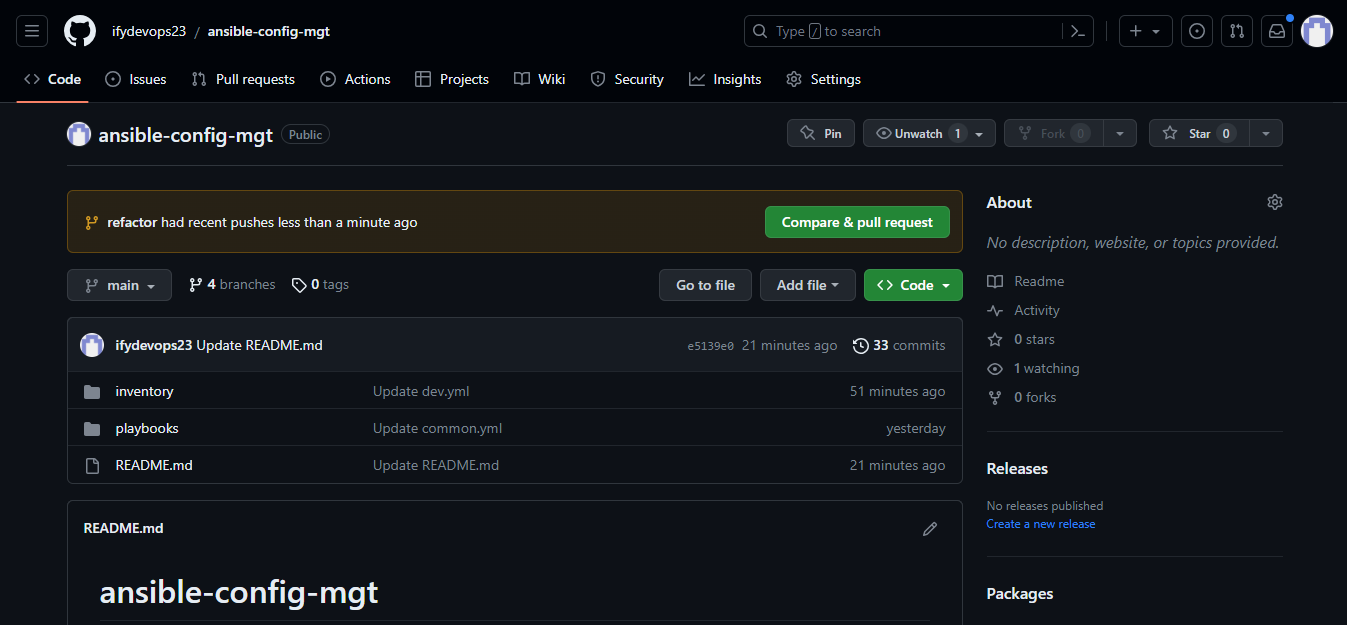 ifydevops23 / ansible-config-mgt
Type / to search
Code Issues Pull requests Actions Projects Wiki Security Insights Settings
ansible-config-mgt Public
Pin Unwatch 1 Fork 0 Star 0
refactor had recent pushes less than a minute ago Compare & pull request
main 4 branches 0 tags Go to file Add file Code
ifydevops23 Update README.md e5139e0 21 minutes ago 33 commits
inventory Update dev.yml 51 minutes ago
playbooks Update common.yml yesterday
README.md Update README.md 21 minutes ago
README.md
ansible-config-mgt
About
No description, website, or topics provided.
Readme
Activity
0 stars
1 watching
0 forks
Releases
No releases published
Create a new release
Packages